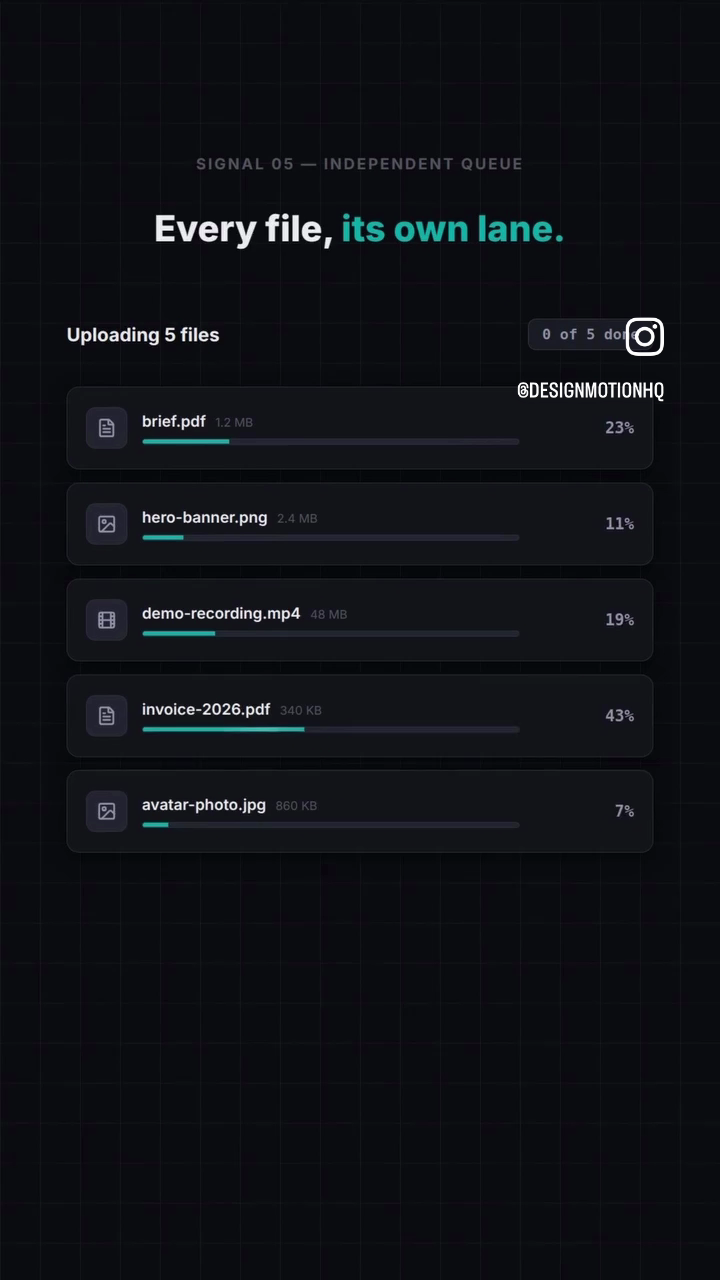 SIGNAL 05 — INDEPENDENT QUEUE
Every file, its own lane.
Uploading 5 files
0 of 5 done
@DESIGNMOTIONHQ
brief.pdf 1.2 MB
23%
hero-banner.png 2.4 MB
11%
demo-recording.mp4 48 MB
19%
invoice-2026.pdf 340 KB
43%
avatar-photo.jpg 860 KB
7%